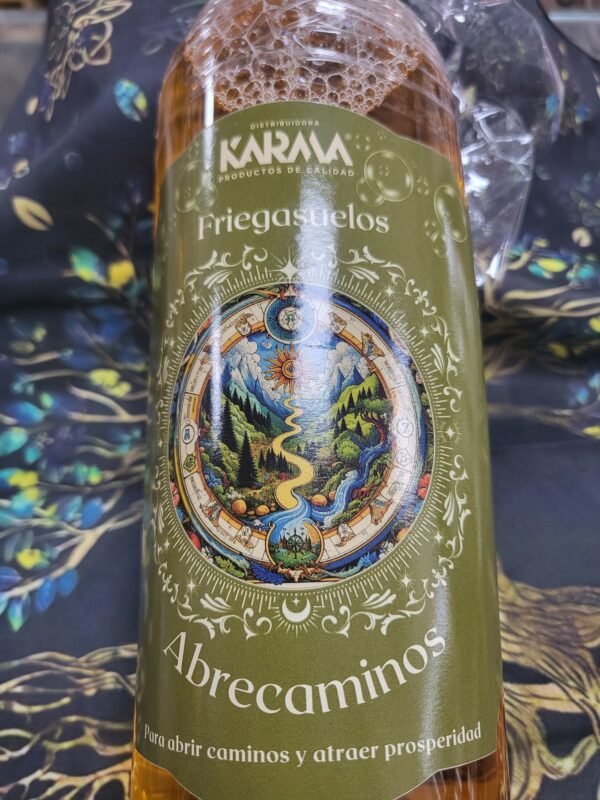 DISTRIBUIDORA
KARMA®
PRODUCTOS DE CALIDAD
Friegasuelos
Abrecaminos
Para abrir caminos y atraer prosperidad